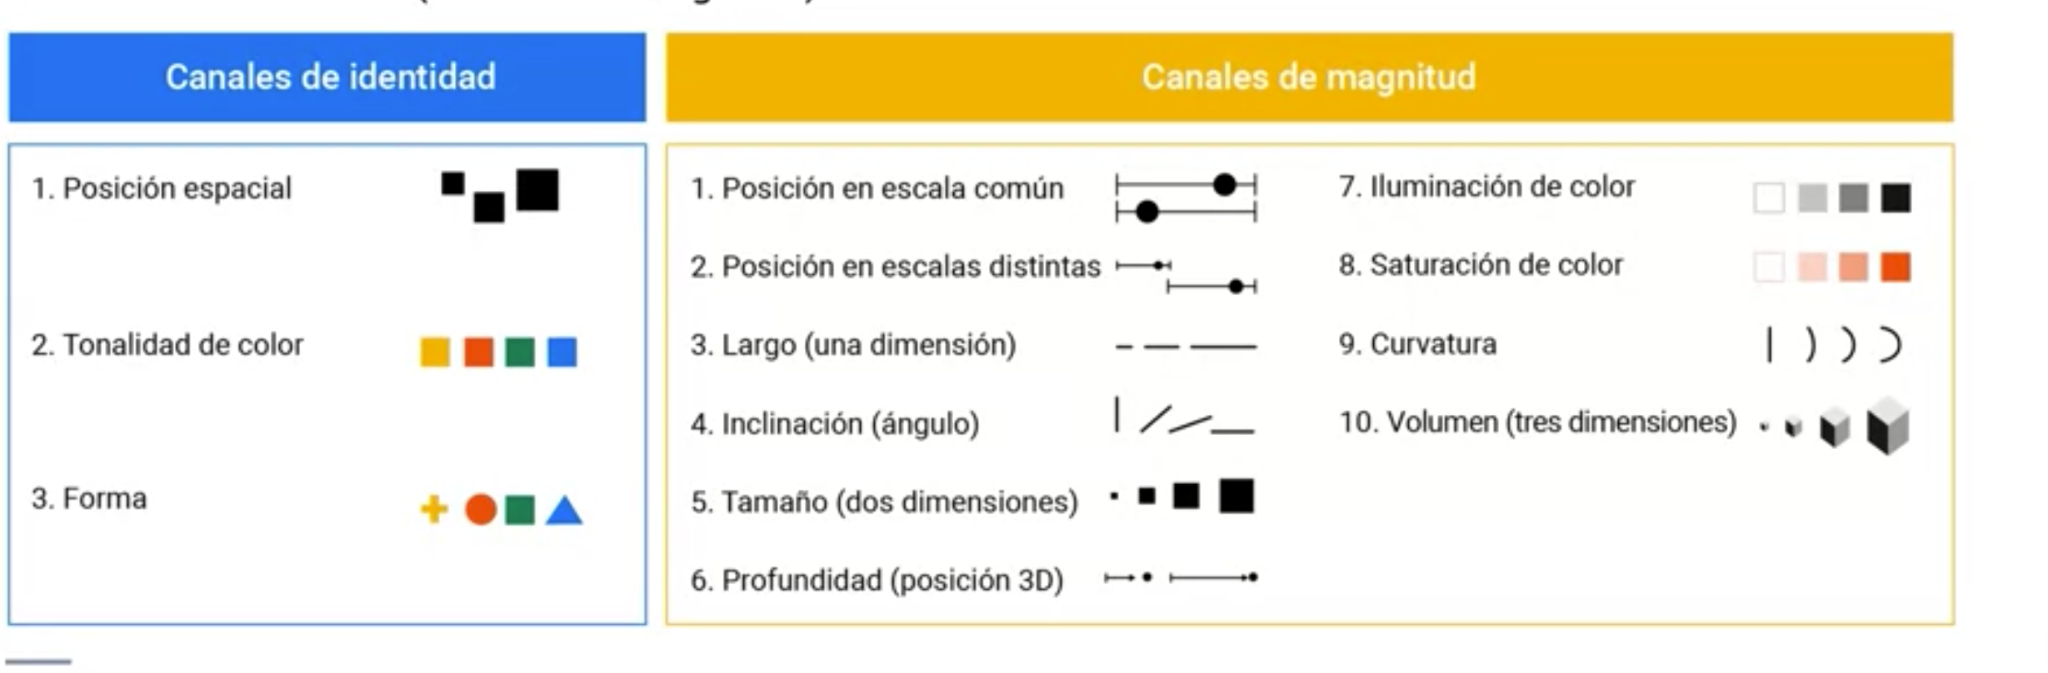 Canales de identidad
1. Posición espacial
2. Tonalidad de color
3. Forma
Canales de magnitud
1. Posición en escala común
2. Posición en escalas distintas
3. Largo (una dimensión)
4. Inclinación (ángulo)
5. Tamaño (dos dimensiones)
6. Profundidad (posición 3D)
7. Iluminación de color
8. Saturación de color
9. Curvatura
10. Volumen (tres dimensiones)